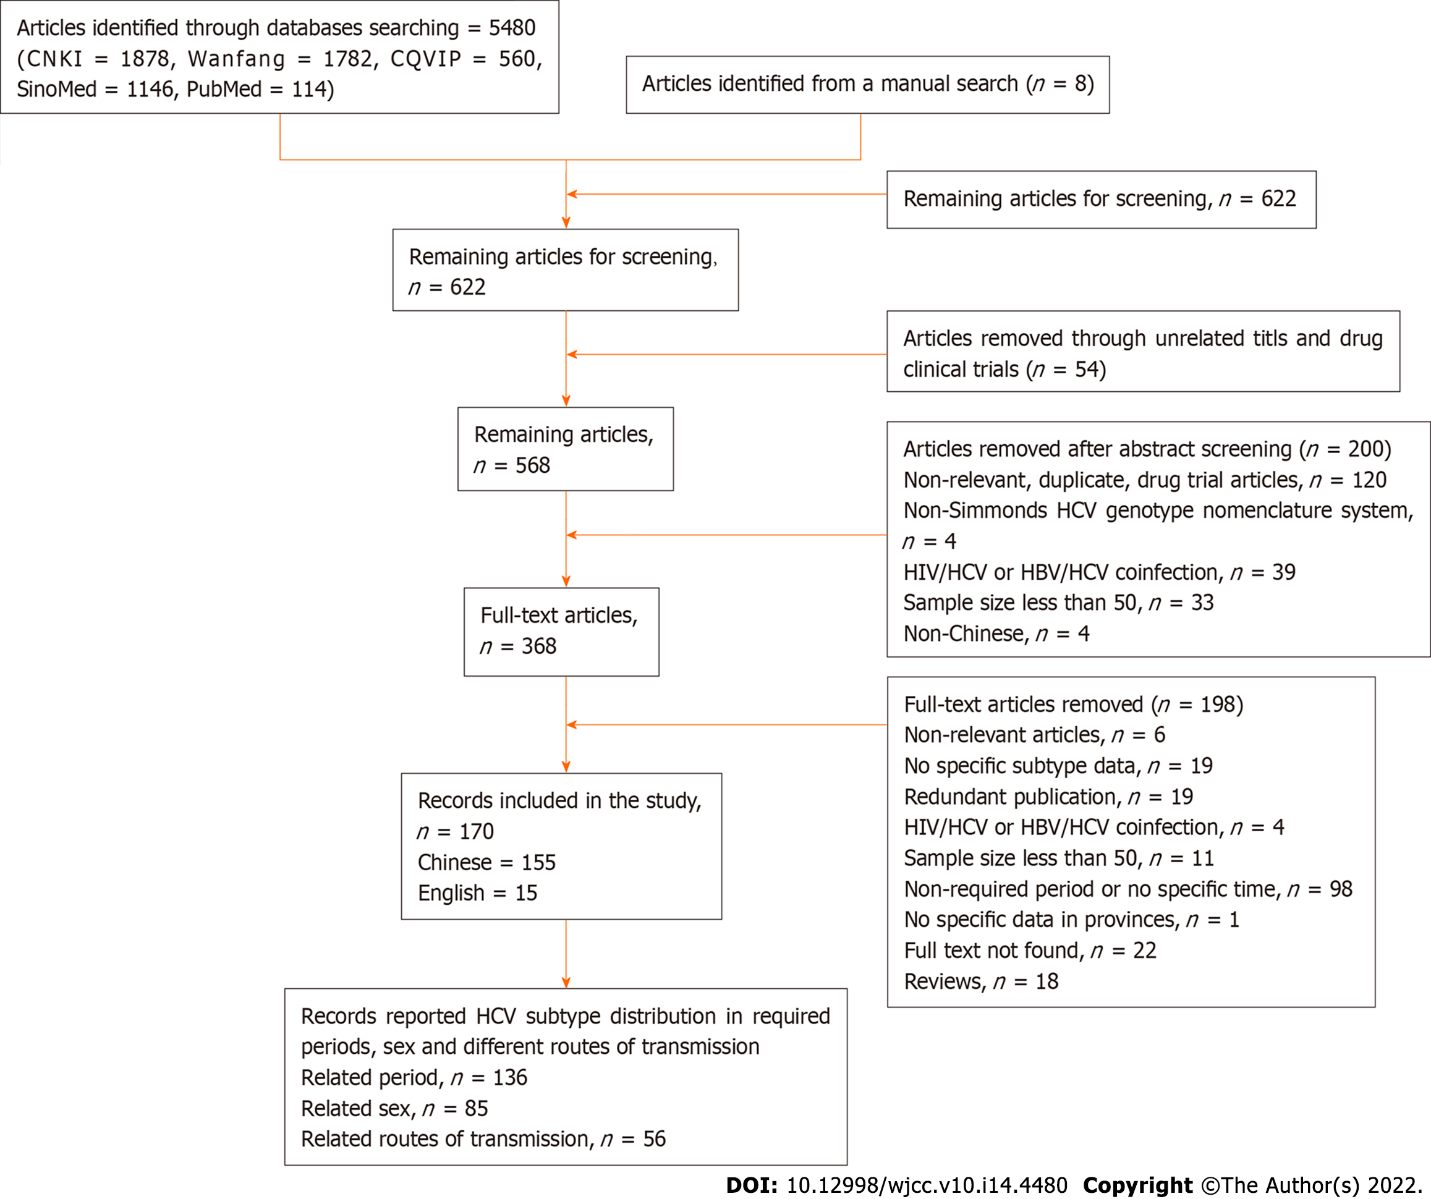 Articles identified through databases searching = 5480
(CNKI = 1878, Wanfang = 1782, CQVIP = 560,
SinoMed = 1146, PubMed = 114)
Articles identified from a manual search (n = 8)
Remaining articles for screening, n = 622
Remaining articles for screening,
n = 622
Articles removed through unrelated titls and drug
clinical trials (n = 54)
Remaining articles,
n = 568
Articles removed after abstract screening (n = 200)
Non-relevant, duplicate, drug trial articles, n = 120
Non-Simmonds HCV genotype nomenclature system,
n = 4
HIV/HCV or HBV/HCV coinfection, n = 39
Sample size less than 50, n = 33
Non-Chinese, n = 4
Full-text articles,
n = 368
Full-text articles removed (n = 198)
Non-relevant articles, n = 6
No specific subtype data, n = 19
Redundant publication, n = 19
HIV/HCV or HBV/HCV coinfection, n = 4
Sample size less than 50, n = 11
Non-required period or no specific time, n = 98
No specific data in provinces, n = 1
Full text not found, n = 22
Reviews, n = 18
Records included in the study,
n = 170
Chinese = 155
English = 15
Records reported HCV subtype distribution in required
periods, sex and different routes of transmission
Related period, n = 136
Related sex, n = 85
Related routes of transmission, n = 56
DOI: 10.12998/wjcc.v10.i14.4480 Copyright ©The Author(s) 2022.